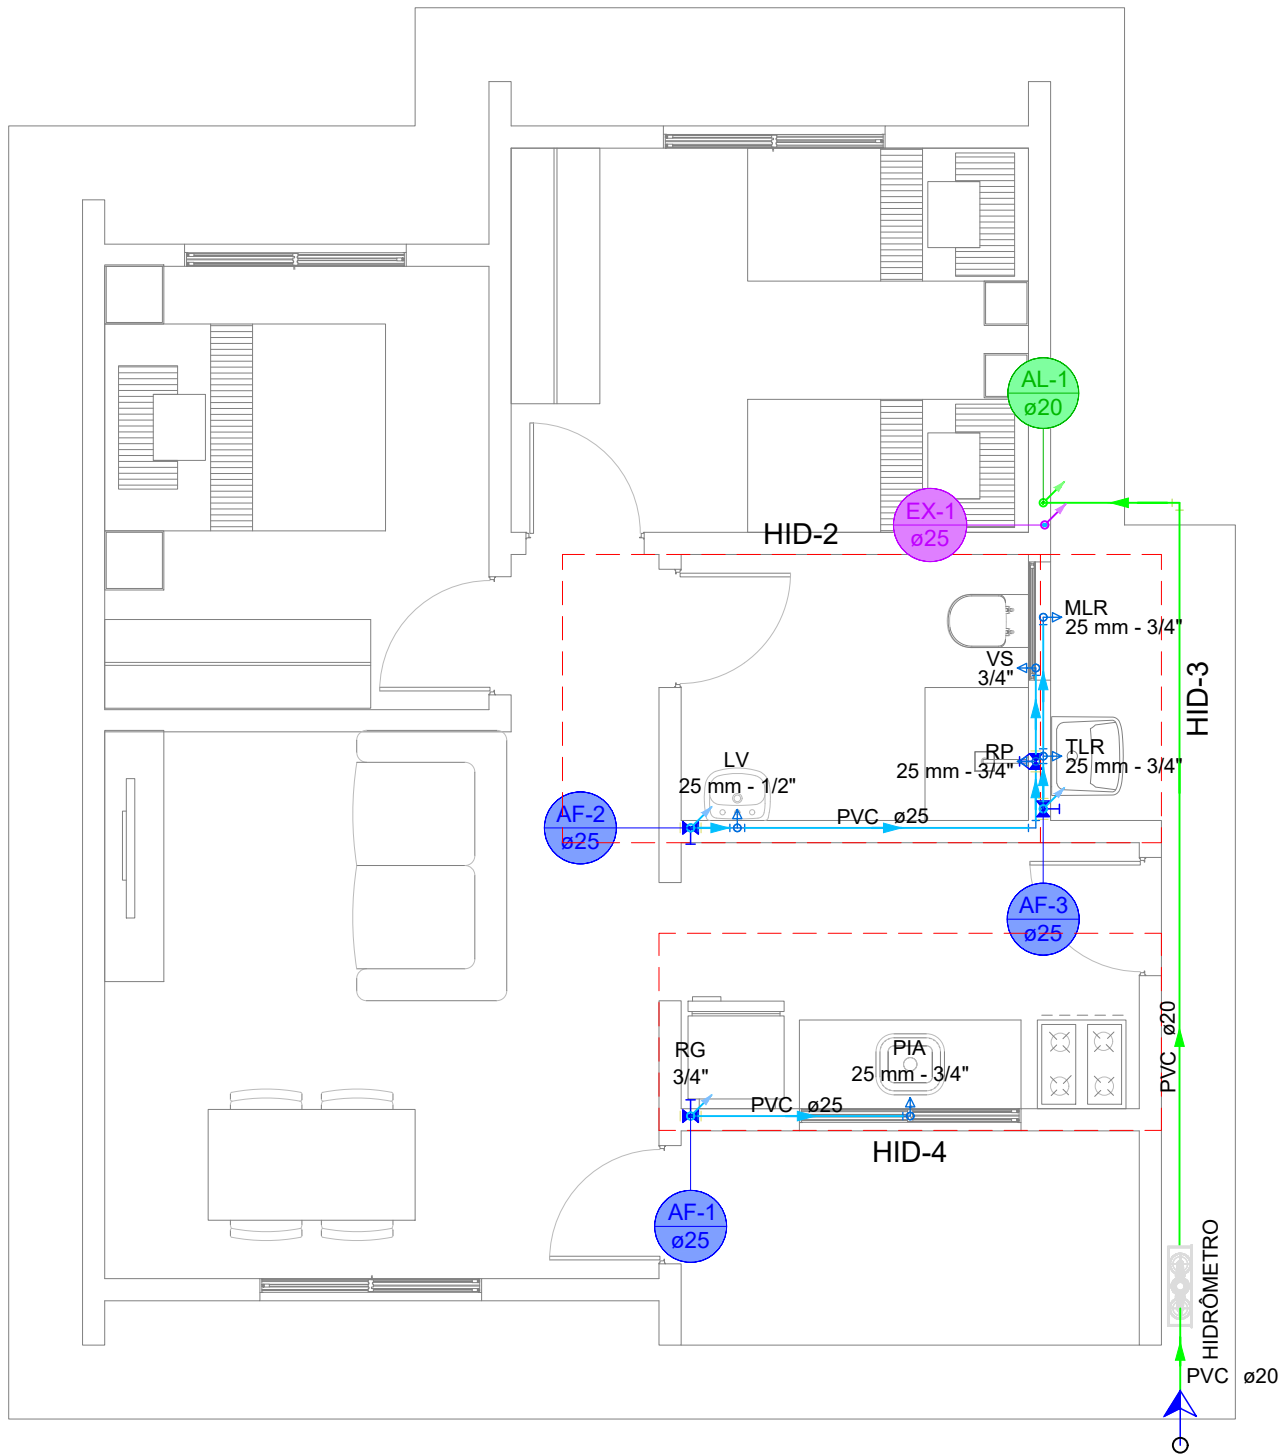 AL-1
ø20
EX-1
ø25
HID-2
MLR
25 mm - 3/4"
VS
3/4"
HID-3
RP
25 mm - 3/4"
TLR
25 mm - 3/4"
LV
25 mm - 1/2"
AF-2
ø25
PVC ø25
AF-3
ø25
PVC ø20
RG
3/4"
PIA
25 mm - 3/4"
PVC ø25
HID-4
AF-1
ø25
HIDRÔMETRO
PVC ø20